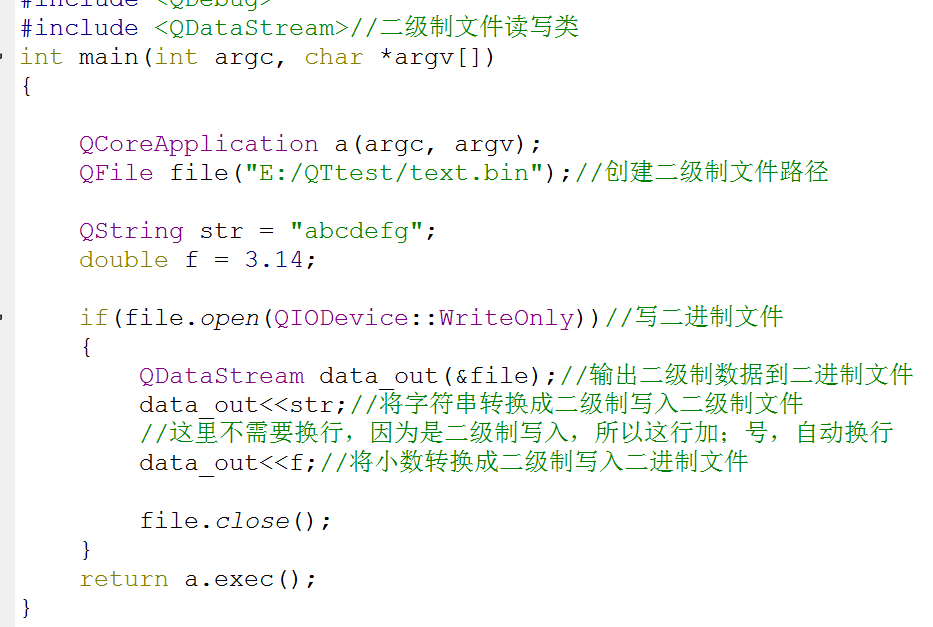 #include <QDebug>
#include <QDataStream>//二级制文件读写类
int main(int argc, char *argv[])
{
QCoreApplication a(argc, argv);
QFile file("E:/QTtest/text.bin");//创建二级制文件路径
QString str = "abcdefg";
double f = 3.14;
if(file.open(QIODevice::WriteOnly))//写二进制文件
{
QDataStream data_out(&file);//输出二级制数据到二进制文件
data_out<<str;//将字符串转换成二级制写入二级制文件
//这里不需要换行，因为是二级制写入，所以这行加；号，自动换行
data_out<<f;//将小数转换成二级制写入二进制文件
file.close();
}
return a.exec();
}